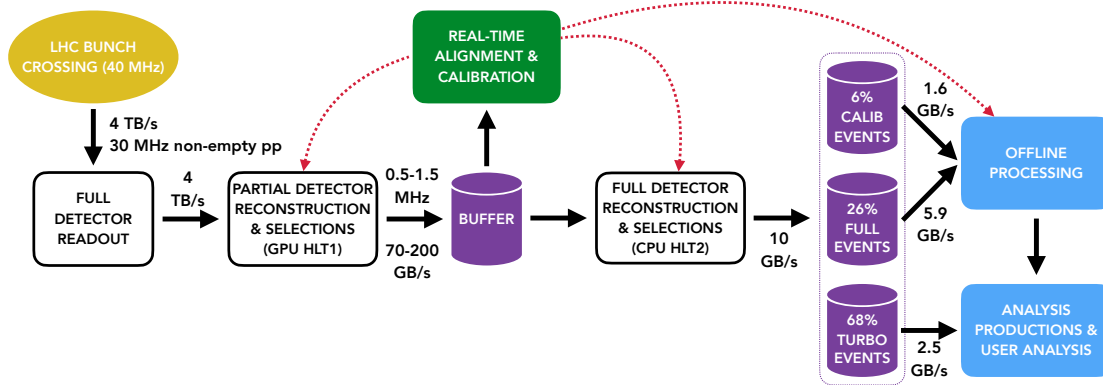 LHC BUNCH
CROSSING (40 MHz)
4 TB/s
30 MHz non-empty pp
FULL
DETECTOR
READOUT
4
TB/s
PARTIAL DETECTOR
RECONSTRUCTION
& SELECTIONS
(GPU HLT1)
0.5-1.5
MHz
70-200
GB/s
REAL-TIME
ALIGNMENT &
CALIBRATION
BUFFER
FULL DETECTOR
RECONSTRUCTION
& SELECTIONS
(CPU HLT2)
10
GB/s
6%
CALIB
EVENTS
1.6
GB/s
26%
FULL
EVENTS
5.9
GB/s
68%
TURBO
EVENTS
2.5
GB/s
OFFLINE
PROCESSING
ANALYSIS
PRODUCTIONS &
USER ANALYSIS